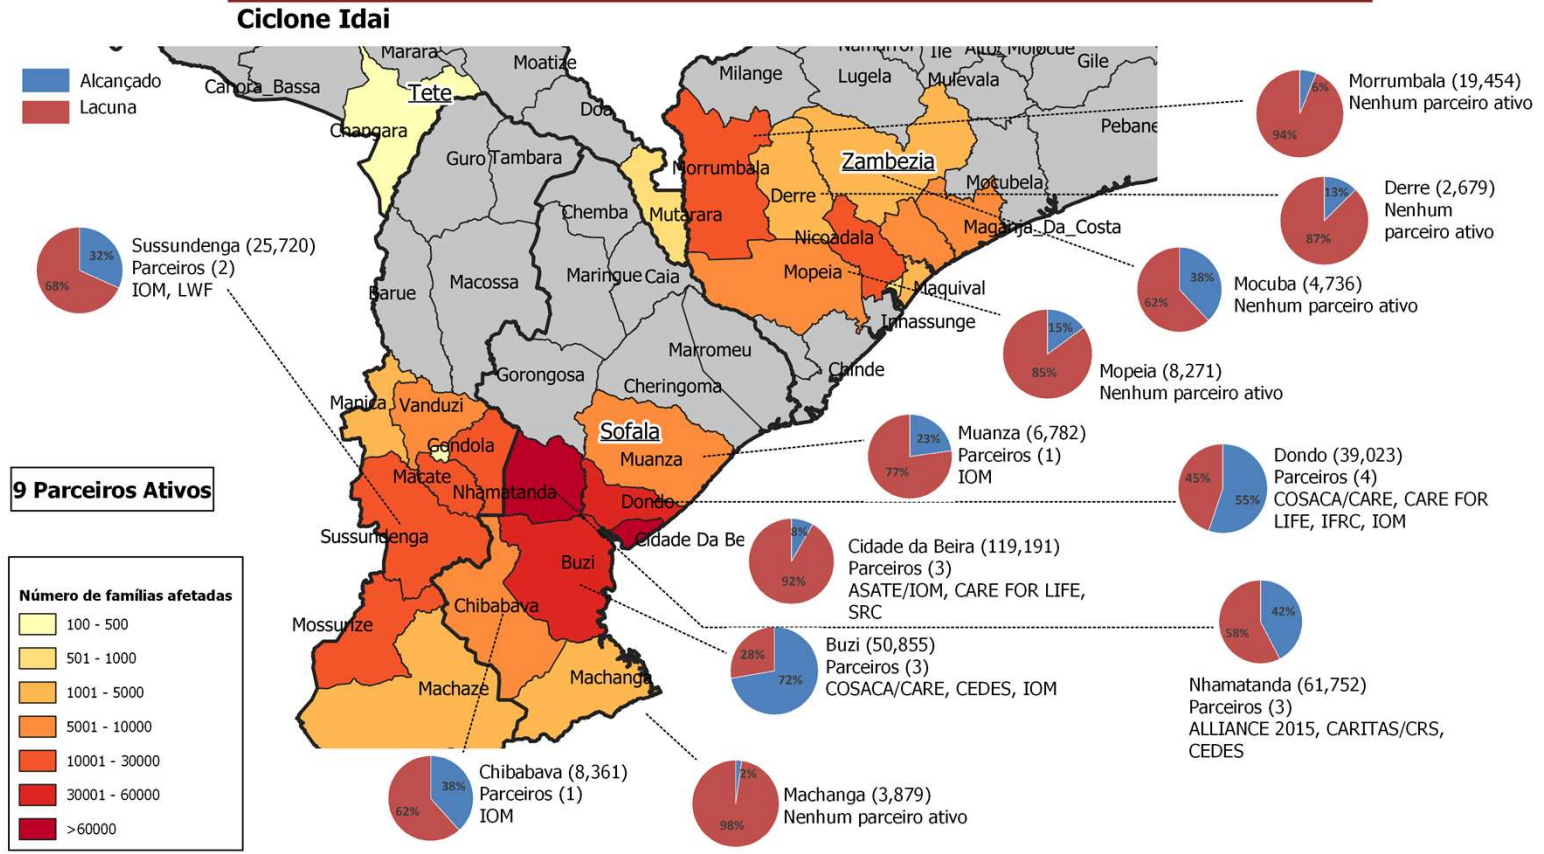 Ciclone Idai
Alcançado
Lacuna
Marara
Moatize
Cahora_Bassa
Tete
Doa
Changara
Guro
Tambara
Milange
Lugela
Ile
Mulevala
Gile
Pebane
Zambezia
Morrumbala
Mocubela
Derre
Chemba
Mutarara
Maganja_Da_Costa
Nicoadala
Mopeia
Macossa
Maringue
Caia
Barue
Maquival
Inhassunge
Marromeu
Chinde
Gorongosa
Cheringoma
Manica
Vanduzi
Sofala
Gondola
Muanza
Macate
Nhamatanda
Dondo
Sussundenga
Cidade Da Be
Buzi
Chibabava
Mossurize
Machaze
Machanga
6%
94%
Morrumbala (19,454)
Nenhum parceiro ativo
13%
87%
Derre (2,679)
Nenhum
parceiro ativo
32%
68%
Sussundenga (25,720)
Parceiros (2)
IOM, LWF
38%
62%
Mocuba (4,736)
Nenhum parceiro ativo
15%
85%
Mopeia (8,271)
Nenhum parceiro ativo
23%
77%
Muanza (6,782)
Parceiros (1)
IOM
45%
55%
Dondo (39,023)
Parceiros (4)
COSACA/CARE, CARE FOR
LIFE, IFRC, IOM
9 Parceiros Ativos
8%
92%
Cidade da Beira (119,191)
Parceiros (3)
ASATE/IOM, CARE FOR LIFE,
SRC
42%
58%
Nhamatanda (61,752)
Parceiros (3)
ALLIANCE 2015, CARITAS/CRS,
CEDES
28%
72%
Buzi (50,855)
Parceiros (3)
COSACA/CARE, CEDES, IOM
38%
62%
Chibabava (8,361)
Parceiros (1)
IOM
2%
98%
Machanga (3,879)
Nenhum parceiro ativo
Número de famílias afetadas
100 - 500
501 - 1000
1001 - 5000
5001 - 10000
10001 - 30000
30001 - 60000
>60000